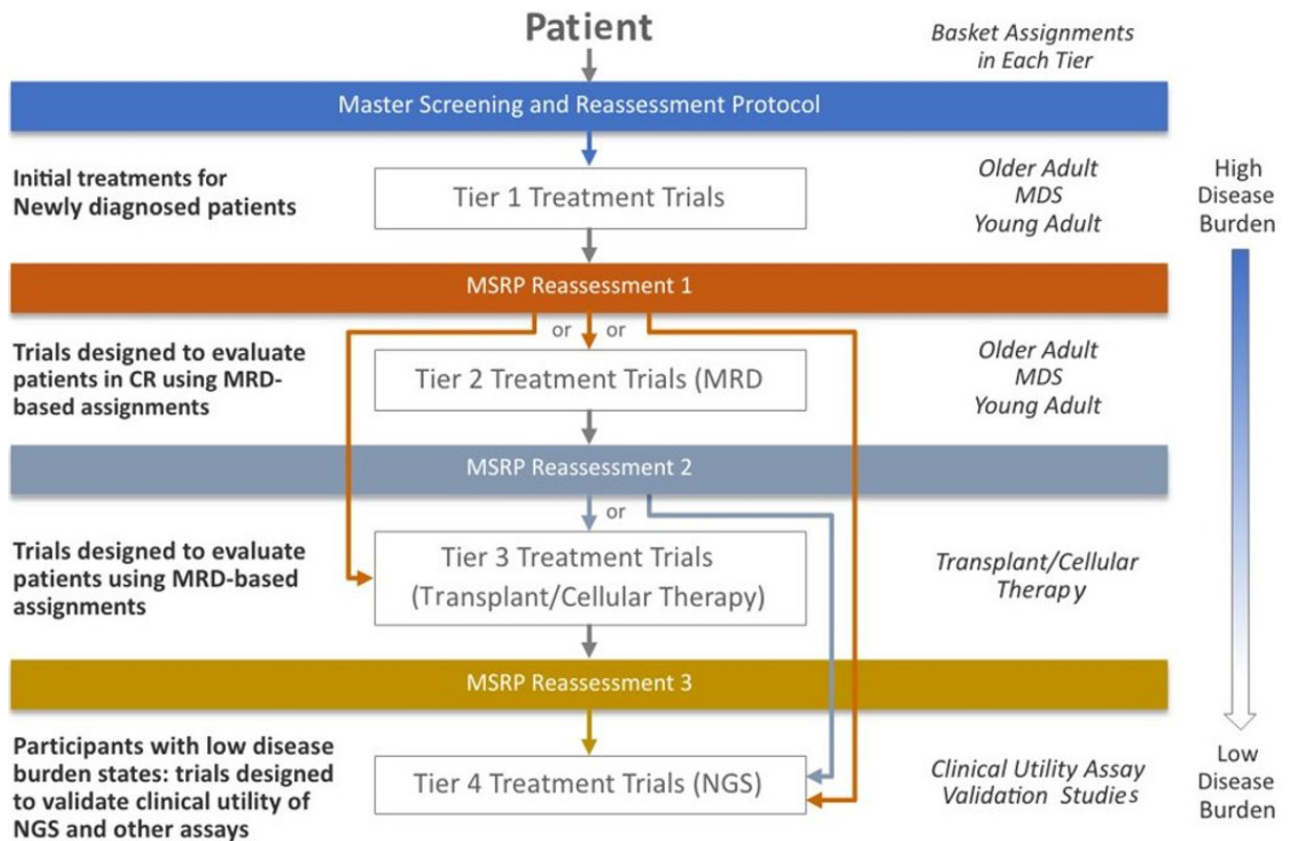 Patient
Basket Assignments
in Each Tier
Master Screening and Reassessment Protocol
Initial treatments for
Newly diagnosed patients
Tier 1 Treatment Trials
Older Adult
MDS
Young Adult
High
Disease
Burden
MSRP Reassessment 1
or
or
Trials designed to evaluate
patients in CR using MRD-
based assignments
Tier 2 Treatment Trials (MRD
Older Adult
MDS
Young Adult
MSRP Reassessment 2
or
Trials designed to evaluate
patients using MRD-based
assignments
Tier 3 Treatment Trials
(Transplant/Cellular Therapy)
Transplant/Cellular
Therapy
MSRP Reassessment 3
Participants with low disease
burden states: trials designed
to validate clinical utility of
NGS and other assays
Tier 4 Treatment Trials (NGS)
Clinical Utility Assay
Validation Studies
Low
Disease
Burden